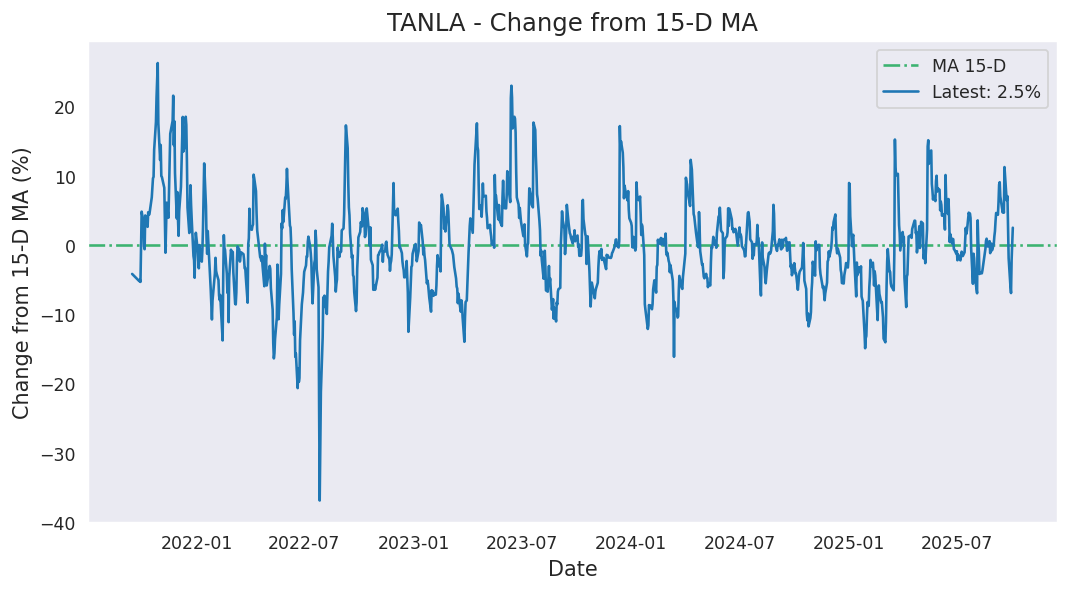 TANLA - Change from 15-D MA
MA 15-D
Latest: 2.5%
Change from 15-D MA (%)
20
10
0
−10
−20
−30
−40
2022-01 2022-07 2023-01 2023-07 2024-01 2024-07 2025-01 2025-07
Date